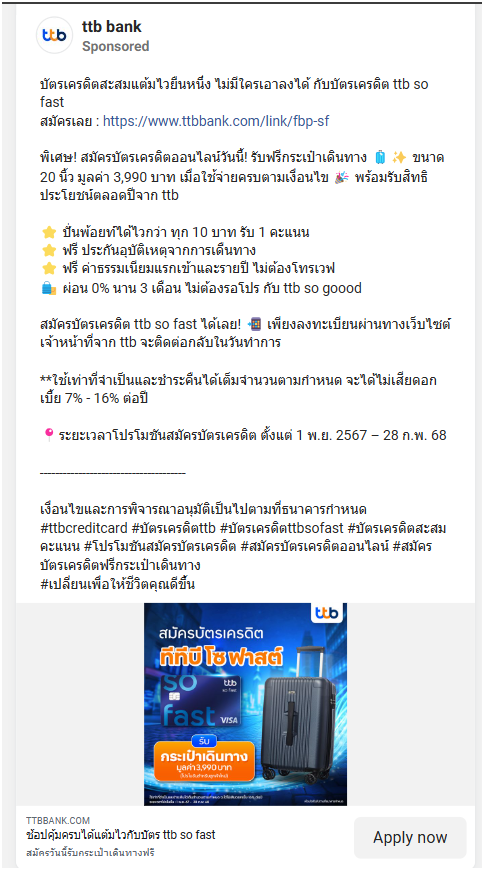 ttb bank
Sponsored
บัตรเครดิตสะสมแต้มไวยืนหนึ่ง ไม่มีใครเอาลงได้ กับบัตรเครดิต ttb so
fast
สมัครเลย : https://www.ttbbank.com/link/fbp-sf
พิเศษ! สมัครบัตรเครดิตออนไลน์วันนี้! รับฟรีกระเป๋าเดินทาง 🧳 ✨ ขนาด
20 นิ้ว มูลค่า 3,990 บาท เมื่อใช้จ่ายครบตามเงื่อนไข 🎉 พร้อมรับสิทธิ
ประโยชน์ตลอดปีจาก ttb
⭐ ปั่นพ้อยท์ได้ไวกว่า ทุก 10 บาท รับ 1 คะแนน
⭐ ฟรี ประกันอุบัติเหตุจากการเดินทาง
⭐ ฟรี ค่าธรรมเนียมแรกเข้าและรายปี ไม่ต้องโทรเวฟ
🛍️ ผ่อน 0% นาน 3 เดือน ไม่ต้องรอโปร กับ ttb so goood
สมัครบัตรเครดิต ttb so fast ได้เลย! 📲 เพียงลงทะเบียนผ่านทางเว็บไซต์
เจ้าหน้าที่จาก ttb จะติดต่อกลับในวันทำการ
**ใช้เท่าที่จำเป็นและชำระคืนได้เต็มจำนวนตามกำหนด จะได้ไม่เสียดอก
เบี้ย 7% - 16% ต่อปี
📍 ระยะเวลาโปรโมชันสมัครบัตรเครดิต ตั้งแต่ 1 พ.ย. 2567 – 28 ก.พ. 68
-------------------------------------
เงื่อนไขและการพิจารณาอนุมัติเป็นไปตามที่ธนาคารกำหนด
#ttbcreditcard #บัตรเครดิตttb #บัตรเครดิตttbsofast #บัตรเครดิตสะสม
คะแนน #โปรโมชันสมัครบัตรเครดิต #สมัครบัตรเครดิตออนไลน์ #สมัคร
บัตรเครดิตฟรีกระเป๋าเดินทาง
#เปลี่ยนเพื่อให้ชีวิตคุณดีขึ้น
ttb
สมัครบัตรเครดิต
ทีทีบี โซ ฟาสต์
so fast
ttb
so fast
VISA
รับ
กระเป๋าเดินทาง
มูลค่า 3,990 บาท
TTBBANK.COM
ช้อปคุ้มครบได้แต้มไวกับบัตร ttb so fast
สมัครวันนี้รับกระเป๋าเดินทางฟรี
Apply now